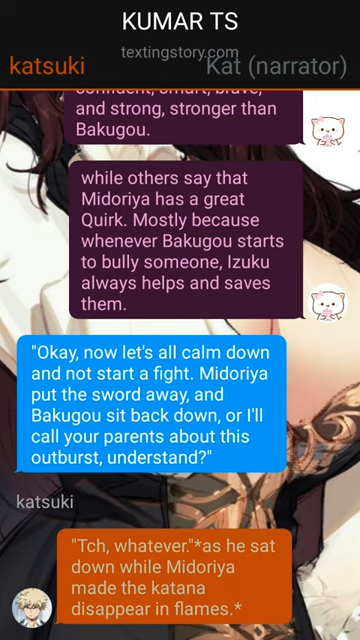 KUMAR TS
textingstory.com
katsuki
Kat (narrator)
confident, smart, brave,
and strong, stronger than
Bakugou.
while others say that
Midoriya has a great
Quirk. Mostly because
whenever Bakugou starts
to bully someone, Izuku
always helps and saves
them.
"Okay, now let's all calm down
and not start a fight. Midoriya
put the sword away, and
Bakugou sit back down, or I'll
call your parents about this
outburst, understand?"
katsuki
"Tch, whatever."*as he sat
down while Midoriya
made the katana
disappear in flames.*